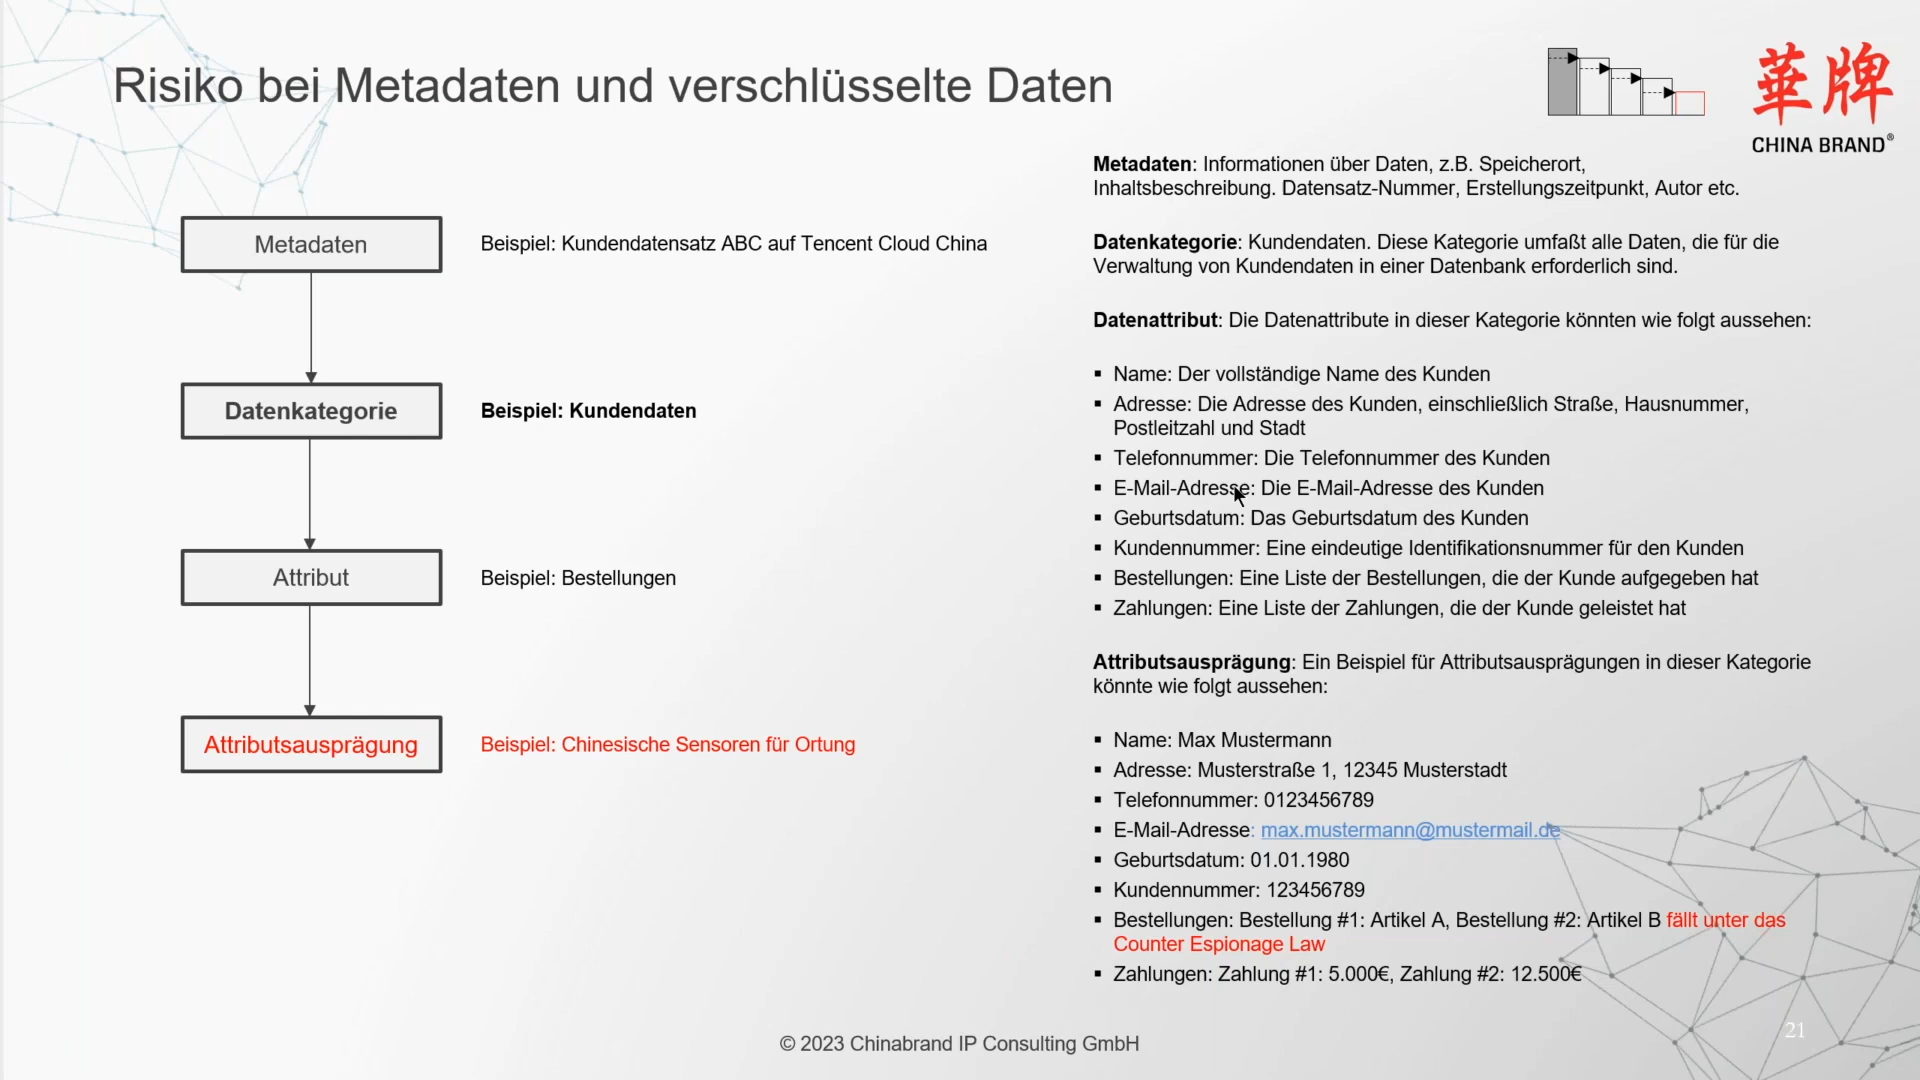 Risiko bei Metadaten und verschlüsselte Daten
華牌
CHINA BRAND®
Metadaten
Beispiel: Kundendatensatz ABC auf Tencent Cloud China
Datenkategorie
Beispiel: Kundendaten
Attribut
Beispiel: Bestellungen
Attributsausprägung
Beispiel: Chinesische Sensoren für Ortung
Metadaten: Informationen über Daten, z.B. Speicherort,
Inhaltsbeschreibung. Datensatz-Nummer, Erstellungszeitpunkt, Autor etc.
Datenkategorie: Kundendaten. Diese Kategorie umfaßt alle Daten, die für die
Verwaltung von Kundendaten in einer Datenbank erforderlich sind.
Datenattribut: Die Datenattribute in dieser Kategorie könnten wie folgt aussehen:
▪ Name: Der vollständige Name des Kunden
▪ Adresse: Die Adresse des Kunden, einschließlich Straße, Hausnummer,
Postleitzahl und Stadt
▪ Telefonnummer: Die Telefonnummer des Kunden
▪ E-Mail-Adresse: Die E-Mail-Adresse des Kunden
▪ Geburtsdatum: Das Geburtsdatum des Kunden
▪ Kundennummer: Eine eindeutige Identifikationsnummer für den Kunden
▪ Bestellungen: Eine Liste der Bestellungen, die der Kunde aufgegeben hat
▪ Zahlungen: Eine Liste der Zahlungen, die der Kunde geleistet hat
Attributsausprägung: Ein Beispiel für Attributsausprägungen in dieser Kategorie
könnte wie folgt aussehen:
▪ Name: Max Mustermann
▪ Adresse: Musterstraße 1, 12345 Musterstadt
▪ Telefonnummer: 0123456789
▪ E-Mail-Adresse: max.mustermann@mustermail.de
▪ Geburtsdatum: 01.01.1980
▪ Kundennummer: 123456789
▪ Bestellungen: Bestellung #1: Artikel A, Bestellung #2: Artikel B fällt unter das
Counter Espionage Law
▪ Zahlungen: Zahlung #1: 5.000€, Zahlung #2: 12.500€
© 2023 Chinabrand IP Consulting GmbH
21